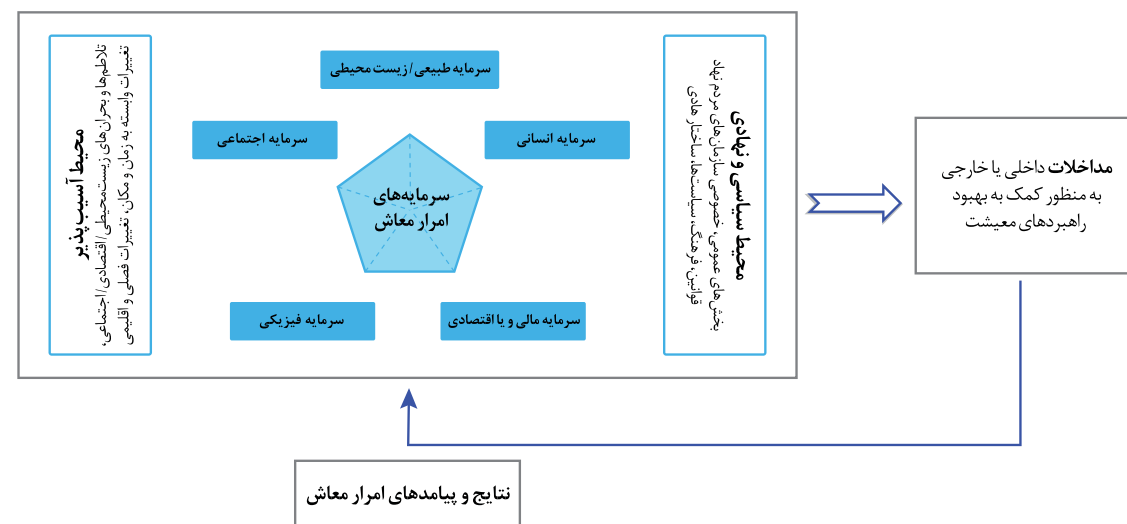 سرمایه طبیعی/زیست محیطی
سرمایه انسانی
سرمایه اجتماعی
سرمایه‌های
امرار معاش
سرمایه مالی و یا اقتصادی
سرمایه فیزیکی
محیط سیاسی و نهادی
بخش‌های عمومی، خصوصی سازمان‌های مردم نهاد
قوانین، فرهنگ، سیاست‌ها، ساختار هادی
محیط آسیب‌پذیر
تلاطم‌ها و بحران‌های زیست‌محیطی/اقتصادی/اجتماعی،
تغییرات وابسته به زمان و مکان، تغییرات فصلی و اقلیمی
مداخلات داخلی یا خارجی
به منظور کمک به بهبود
راهبردهای معیشت
نتایج و پیامدهای امرار معاش